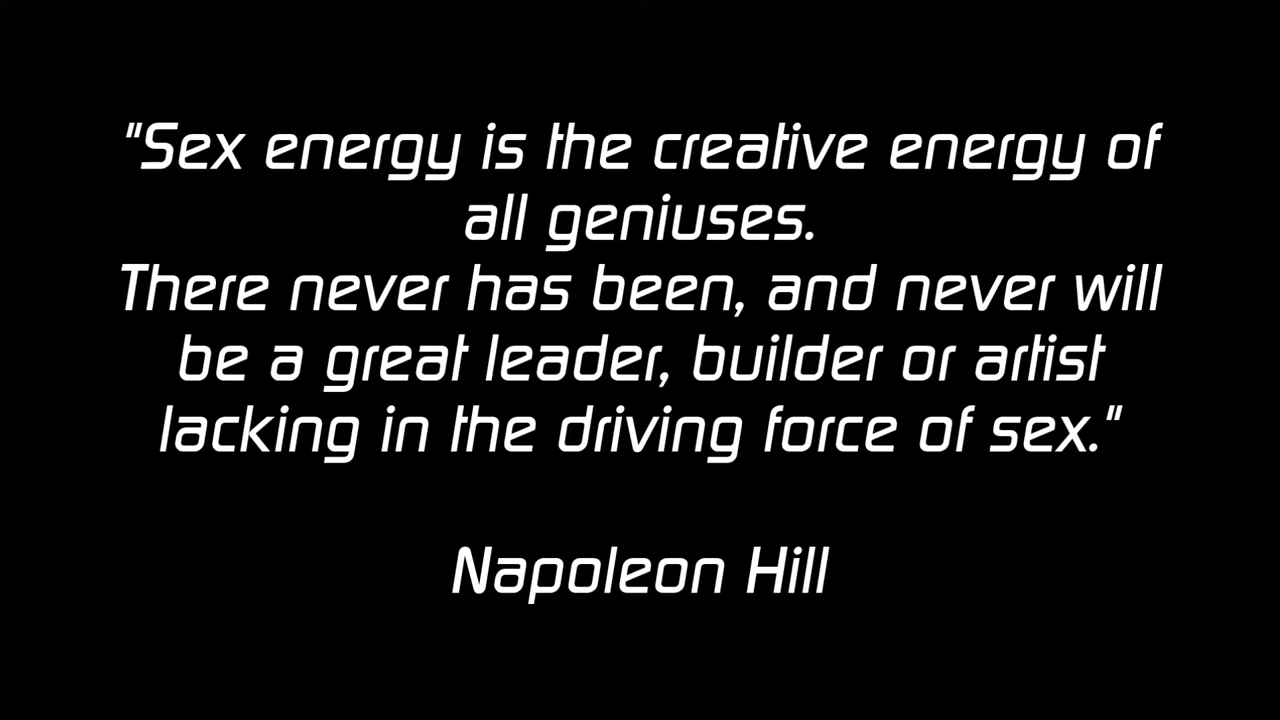 "Sex energy is the creative energy of
all geniuses.
There never has been, and never will
be a great leader, builder or artist
lacking in the driving force of sex."
Napoleon Hill